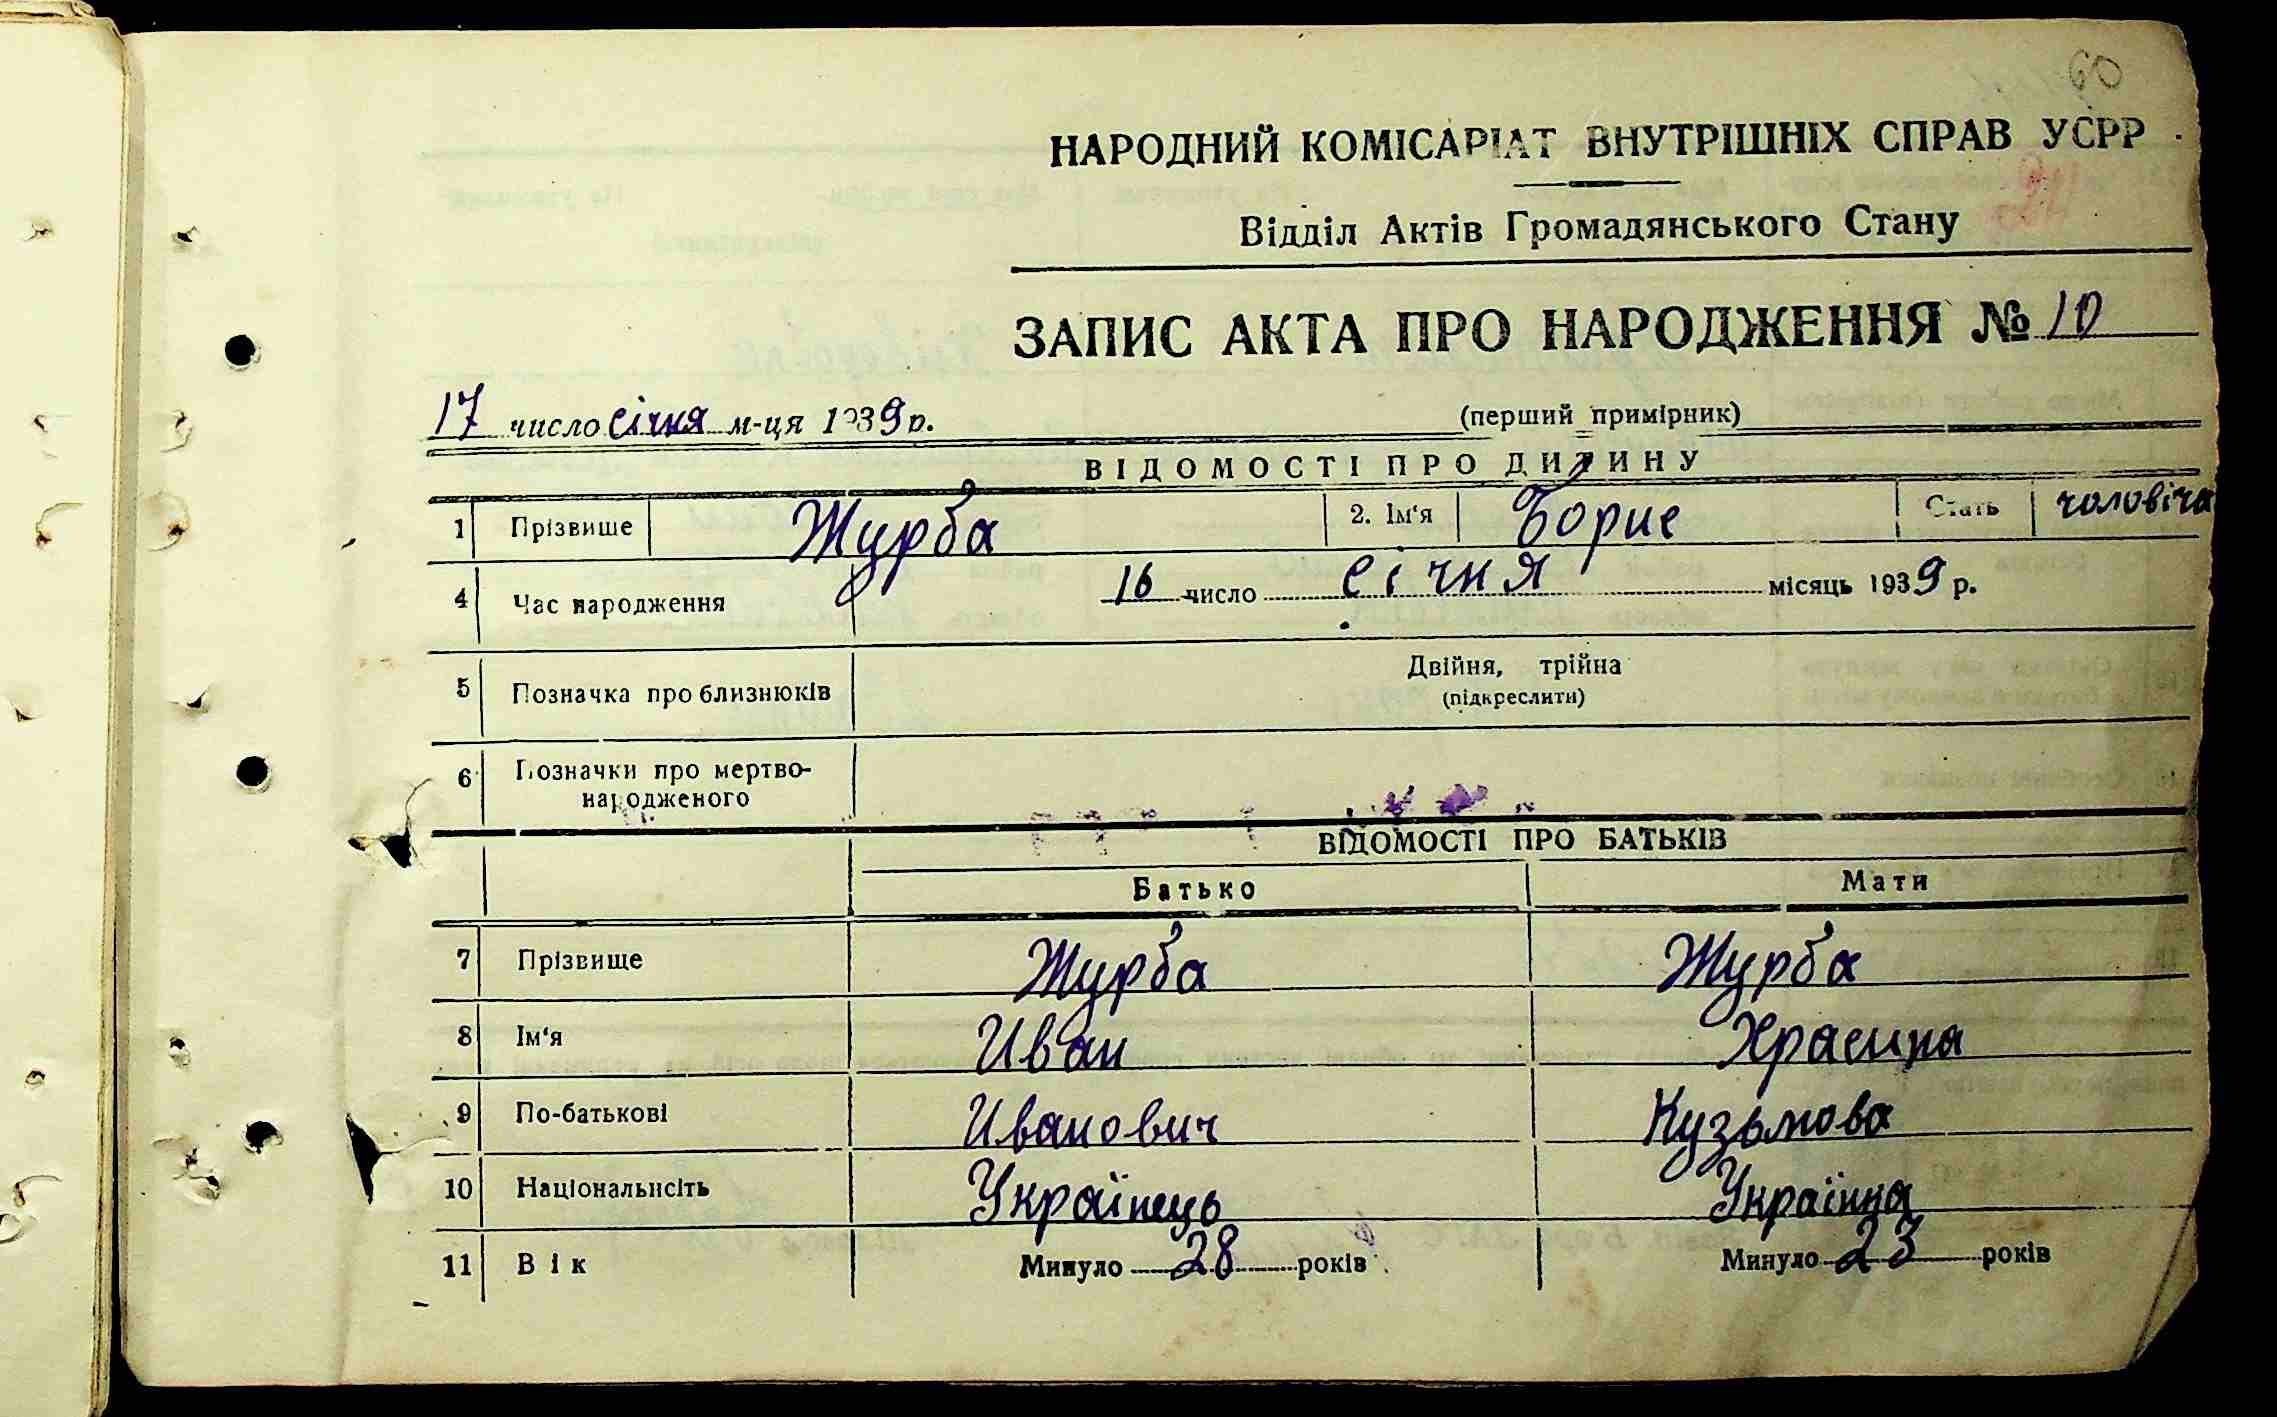 60
НАРОДНИЙ КОМІСАРІАТ ВНУТРІШНІХ СПРАВ УСРР
Відділ Актів Громадянського Стану
ЗАПИС АКТА ПРО НАРОДЖЕННЯ № 10
17 число січня м-ця 1939 р.
(перший примірник)
ВІДОМОСТІ ПРО ДИТИНУ
1 Прізвище Журба 2. Ім'я Борис Стать чоловіча
4 Час народження 16 число січня місяць 1939 р.
5 Позначка про близнюків Двійня, трійна
(підкреслити)
6 Позначки про мертво-
народженого
ВІДОМОСТІ ПРО БАТЬКІВ
Батько Мати
7 Прізвище Журба Журба
8 Ім'я Иван
9 По-батькові Иванович Кузьмова
10 Національність Українець Українка
11 Вік Минуло 28 років Минуло 23 років